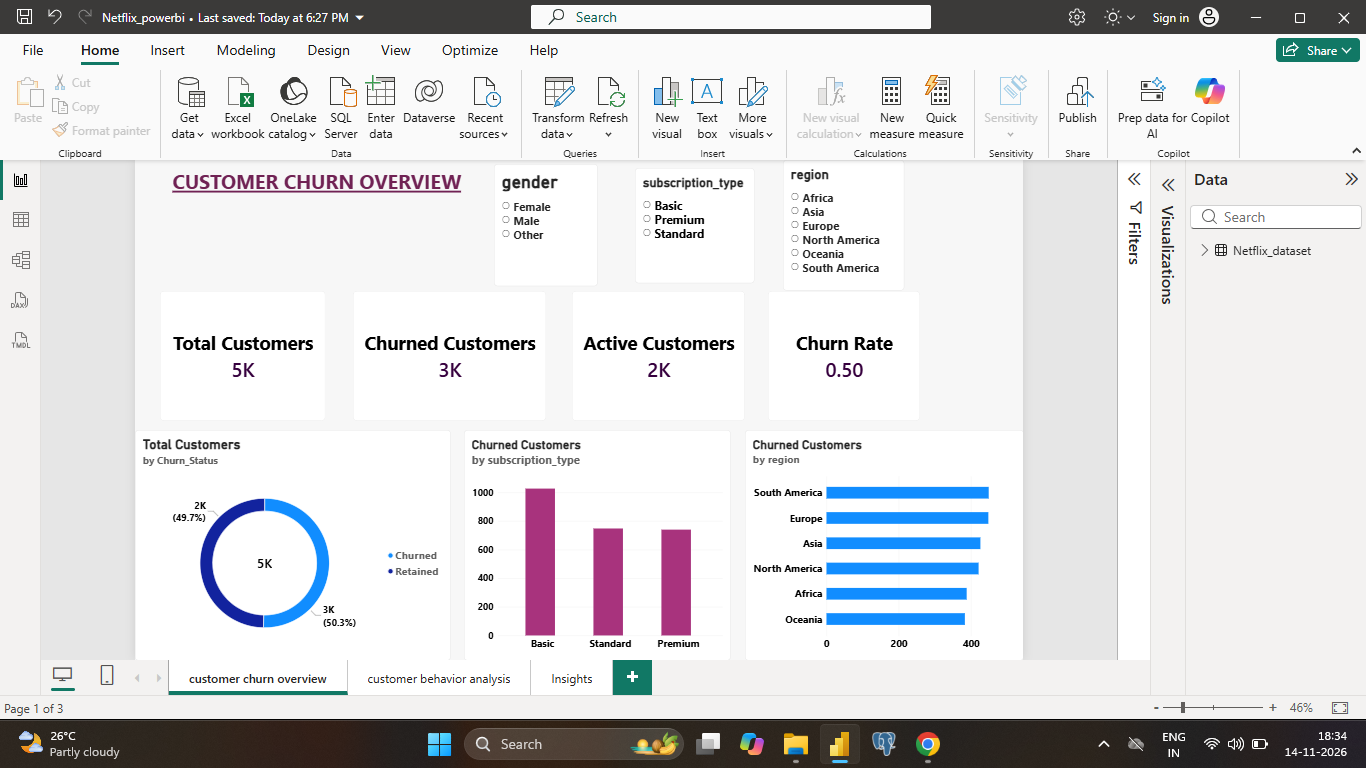 Netflix_powerbi • Last saved: Today at 6:27 PM
Search
Sign in
File Home Insert Modeling Design View Optimize Help
Share
Paste
Cut
Copy
Format painter
Clipboard
Get data
Excel workbook
OneLake catalog
SQL Server
Enter data
Dataverse
Recent sources
Data
Transform data
Refresh
Queries
New visual
Text box
More visuals
Insert
New visual calculation
New measure
Quick measure
Calculations
Sensitivity
Sensitivity
Publish
Share
Prep data for AI
Copilot
Copilot
DAX
TMDL
CUSTOMER CHURN OVERVIEW
gender
Female
Male
Other
subscription_type
Basic
Premium
Standard
region
Africa
Asia
Europe
North America
Oceania
South America
Total Customers
5K
Churned Customers
3K
Active Customers
2K
Churn Rate
0.50
Total Customers
by Churn_Status
2K
(49.7%)
5K
3K
(50.3%)
Churned
Retained
Churned Customers
by subscription_type
1000
800
600
400
200
0
Basic Standard Premium
Churned Customers
by region
South America
Europe
Asia
North America
Africa
Oceania
0 200 400
Filters
Visualizations
Data
Search
Netflix_dataset
customer churn overview
customer behavior analysis
Insights
Page 1 of 3
- + 46%
26°C
Partly cloudy
Search
ENG
IN
18:34
14-11-2026